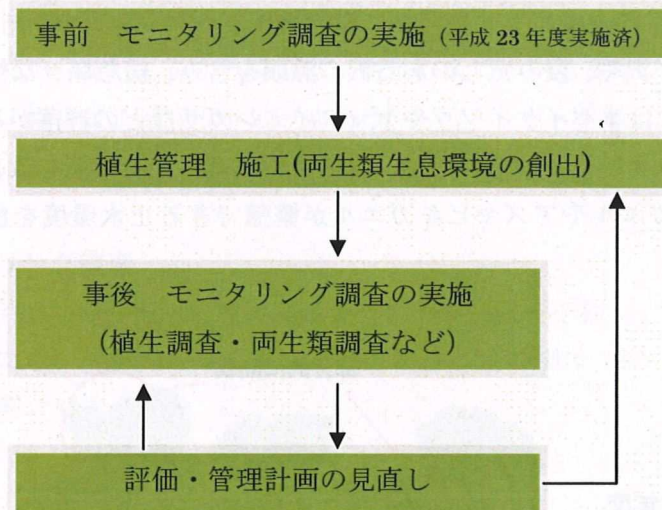 事前　モニタリング調査の実施（平成 23 年度実施済）
植生管理　施工(両生類生息環境の創出)
事後　モニタリング調査の実施
(植生調査・両生類調査など)
評価・管理計画の見直し